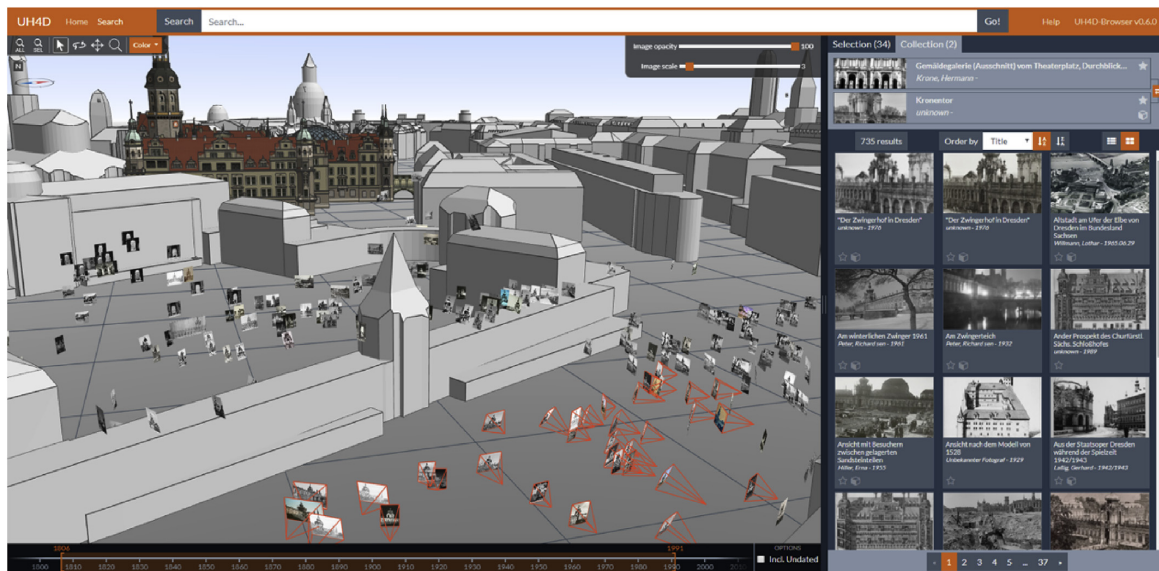 UH4D Home Search Search Search... Go! Help UH4D-Browser v0.6.0
ALL SEL Color
N
Image opacity 100
Image scale 3
Selection (34) Collection (2)
Gemäldegalerie (Ausschnitt) vom Theaterplatz, Durchblick...
Krone, Hermann -
Kronentor
unknown -
735 results Order by Title
"Der Zwingerhof in Dresden"
unknown - 1976
"Der Zwingerhof in Dresden"
unknown - 1976
Altstadt am Ufer der Elbe von
Dresden im Bundesland
Sachsen
Willmann, Lothar - 1965.06.29
Am winterlichen Zwinger 1961
Peter, Richard sen - 1961
Am Zwingerteich
Peter, Richard sen - 1932
Ander Prospekt des Churfürstl.
Sächs. Schloßhofes
unknown - 1989
Ansicht mit Besuchern
zwischen gelagerten
Sandsteinteilen
Höller, Erna - 1955
Ansicht nach dem Modell von
1528
Unbekannter Fotograf - 1929
Aus der Staatsoper Dresden
während der Spielzeit
1942/1943
Laßig, Gerhard - 1942/1943
1806 1991
1800 1810 1820 1830 1840 1850 1860 1870 1880 1890 1900 1910 1920 1930 1940 1950 1960 1970 1980 1990 2000
OPTIONS
Incl. Undated
1 2 3 4 5 ... 37